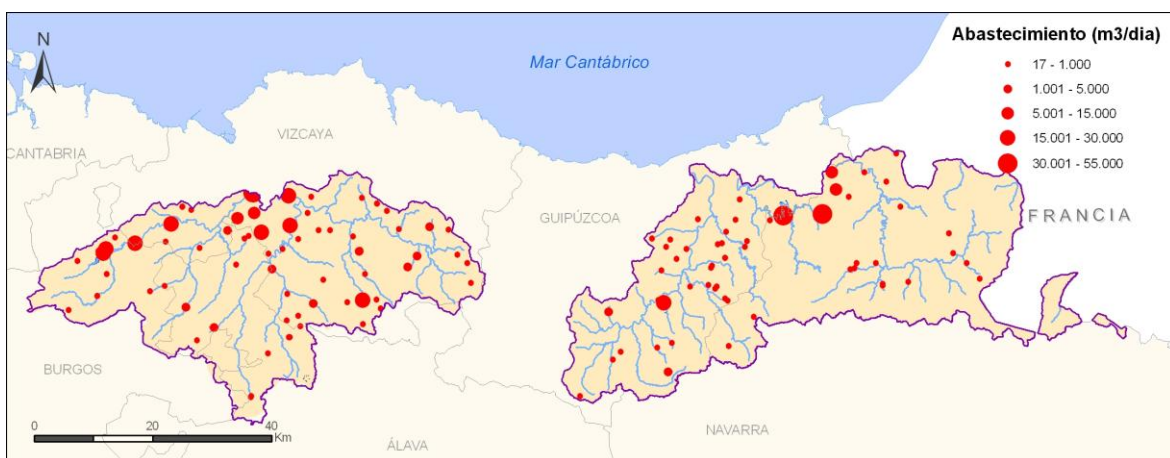 N
Mar Cantábrico
Abastecimiento (m3/dia)
17 - 1.000
1.001 - 5.000
5.001 - 15.000
15.001 - 30.000
30.001 - 55.000
VIZCAYA
CANTABRIA
GUIPÚZCOA
FRANCIA
BURGOS
NAVARRA
ÁLAVA
0 20 40
Km